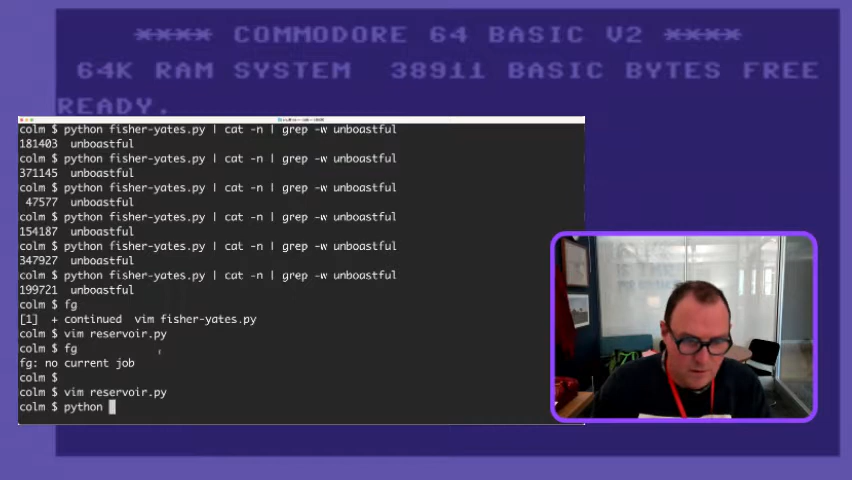 **** COMMODORE 64 BASIC V2 ****
64K RAM SYSTEM 38911 BASIC BYTES FREE
READY.
colm $ python fisher-yates.py | cat -n | grep -w unboastful
181403 unboastful
colm $ python fisher-yates.py | cat -n | grep -w unboastful
371145 unboastful
colm $ python fisher-yates.py | cat -n | grep -w unboastful
47577 unboastful
colm $ python fisher-yates.py | cat -n | grep -w unboastful
154187 unboastful
colm $ python fisher-yates.py | cat -n | grep -w unboastful
347927 unboastful
colm $ python fisher-yates.py | cat -n | grep -w unboastful
199721 unboastful
colm $ fg
[1] + continued vim fisher-yates.py
colm $ vim reservoir.py
colm $ fg
fg: no current job
colm $
colm $ vim reservoir.py
colm $ python